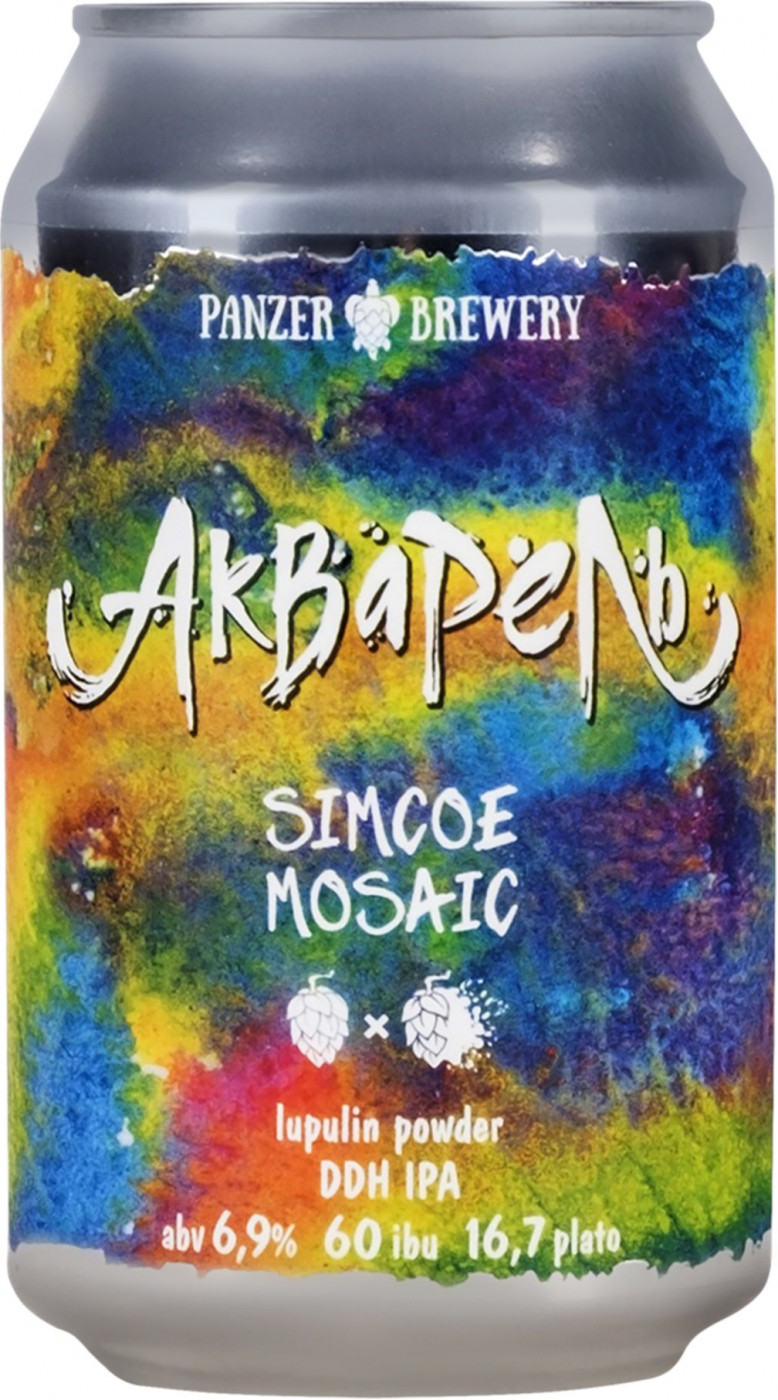 PANZER BREWERY
АкВаРеЛь
SIMCOE
MOSAIC
x
lupulin powder
DDH IPA
abv 6,9% 60 ibu 16,7 plato